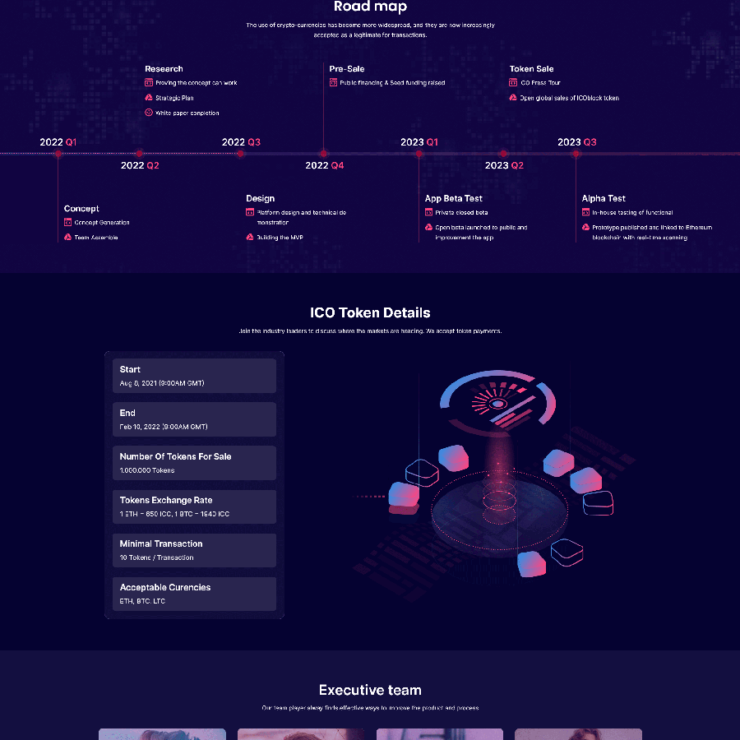 Road map
The use of crypto-currencies has become more widespread, and they are now increasingly
accepted as a legitimate for transactions.
Research
Proving the concept can work
Strategic Plan
White paper completion
Pre-Sale
Public financing & Seed funding raised
Token Sale
ICO Press Tour
Open global sales of ICOblock token
2022 Q1
2022 Q3
2023 Q1
2023 Q3
2022 Q2
2022 Q4
2023 Q2
Concept
Concept Generation
Team Assemble
Design
Platform design and technical de
monstration
Building the MVP
App Beta Test
Private closed beta
Open beta launched to public and
improvement the app
Alpha Test
In-house testing of functional
Prototype published and linked to Ethereum
blockchain with real-time scanning
ICO Token Details
Join the industry leaders to discuss where the markets are heading. We accept token payments.
Start
Aug 8, 2021 (9:00AM GMT)
End
Feb 10, 2022 (9:00AM GMT)
Number Of Tokens For Sale
1,000,000 Tokens
Tokens Exchange Rate
1 ETH = 650 ICC, 1 BTC = 1940 ICC
Minimal Transaction
10 Tokens / Transaction
Acceptable Curencies
ETH, BTC, LTC
Executive team
Our team player alway finds effective ways to improve the product and process